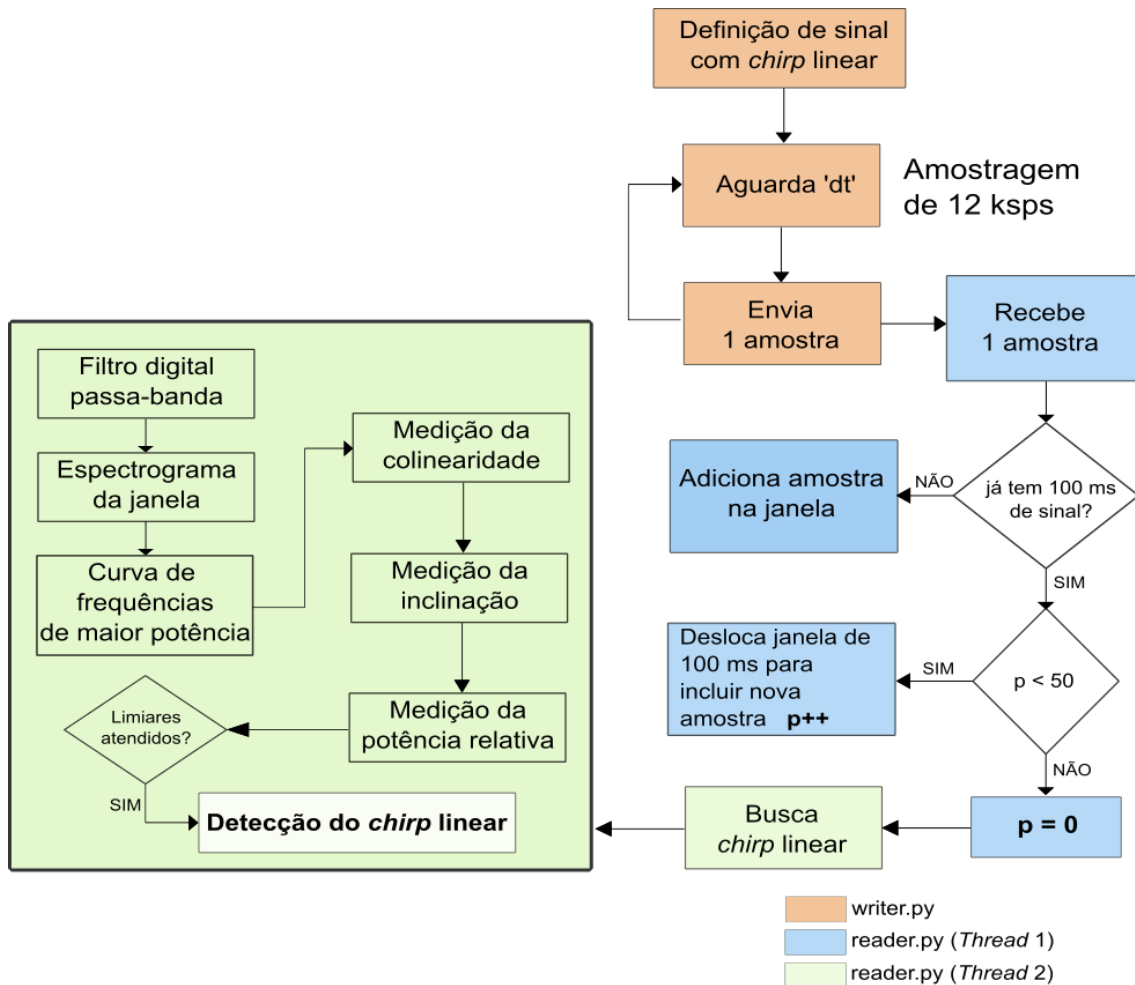 Definição de sinal
com chirp linear
Aguarda 'dt'
Amostragem
de 12 ksps
Envia
1 amostra
Recebe
1 amostra
já tem 100 ms
de sinal?
NÃO
Adiciona amostra
na janela
SIM
p < 50
SIM
Desloca janela de
100 ms para
incluir nova
amostra p++
NÃO
p = 0
Busca
chirp linear
Filtro digital
passa-banda
Espectrograma
da janela
Curva de
frequências
de maior potência
Medição da
colinearidade
Medição da
inclinação
Medição da
potência relativa
Limiares
atendidos?
SIM
Detecção do chirp linear
writer.py
reader.py (Thread 1)
reader.py (Thread 2)